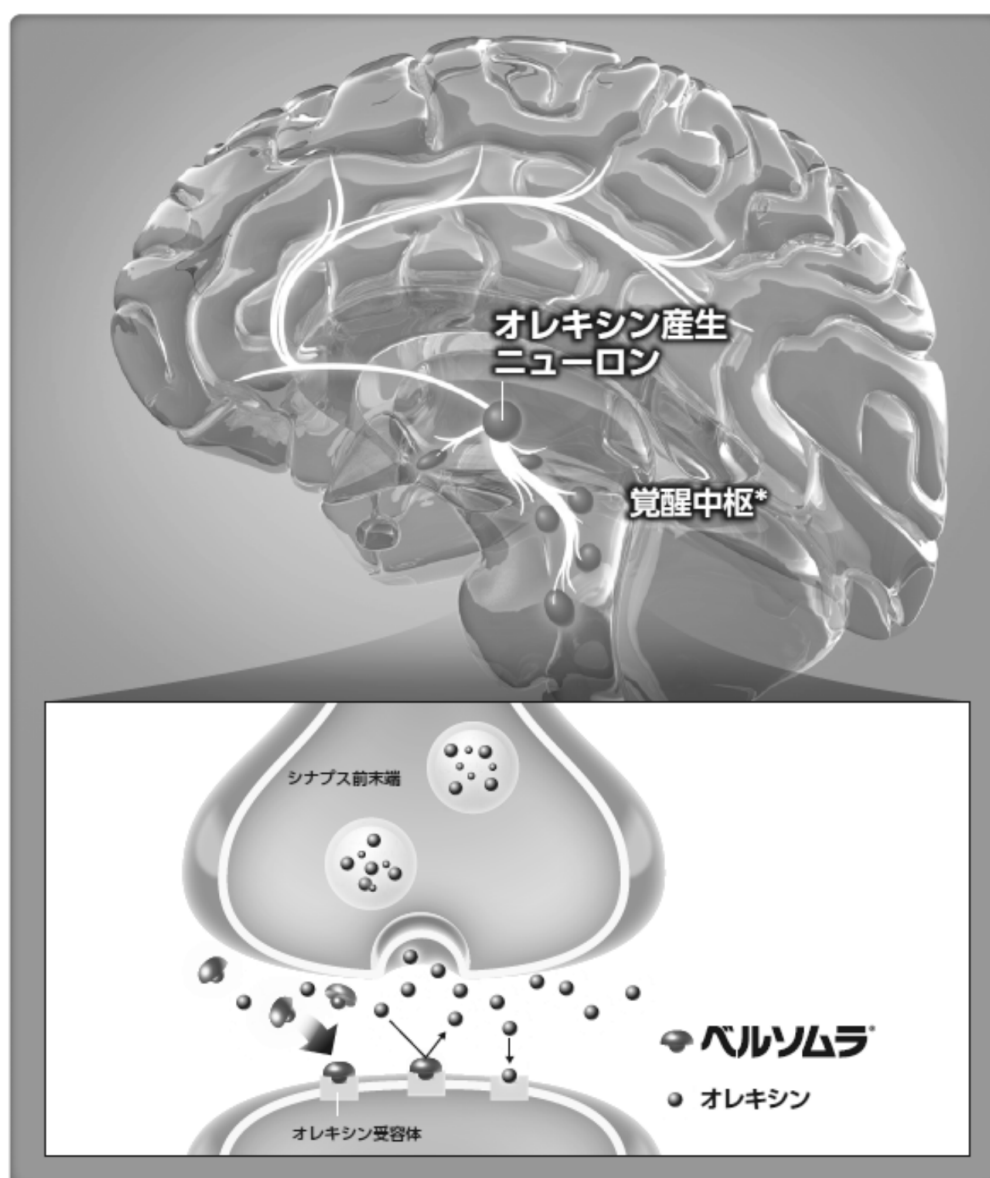 オレキシン産生
ニューロン
覚醒中枢*
シナプス前末端
ベルソムラ®
オレキシン
オレキシン受容体